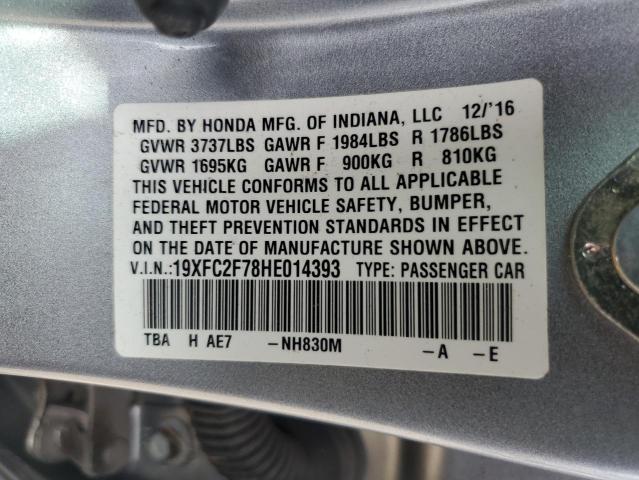 MFD. BY HONDA MFG. OF INDIANA, LLC 12/'16
GVWR 3737LBS GAWR F 1984LBS R 1786LBS
GVWR 1695KG GAWR F 900KG R 810KG
THIS VEHICLE CONFORMS TO ALL APPLICABLE
FEDERAL MOTOR VEHICLE SAFETY, BUMPER,
AND THEFT PREVENTION STANDARDS IN EFFECT
ON THE DATE OF MANUFACTURE SHOWN ABOVE.
V.I.N.:19XFC2F78HE014393 TYPE: PASSENGER CAR
TBA H AE7 -NH830M -A -E